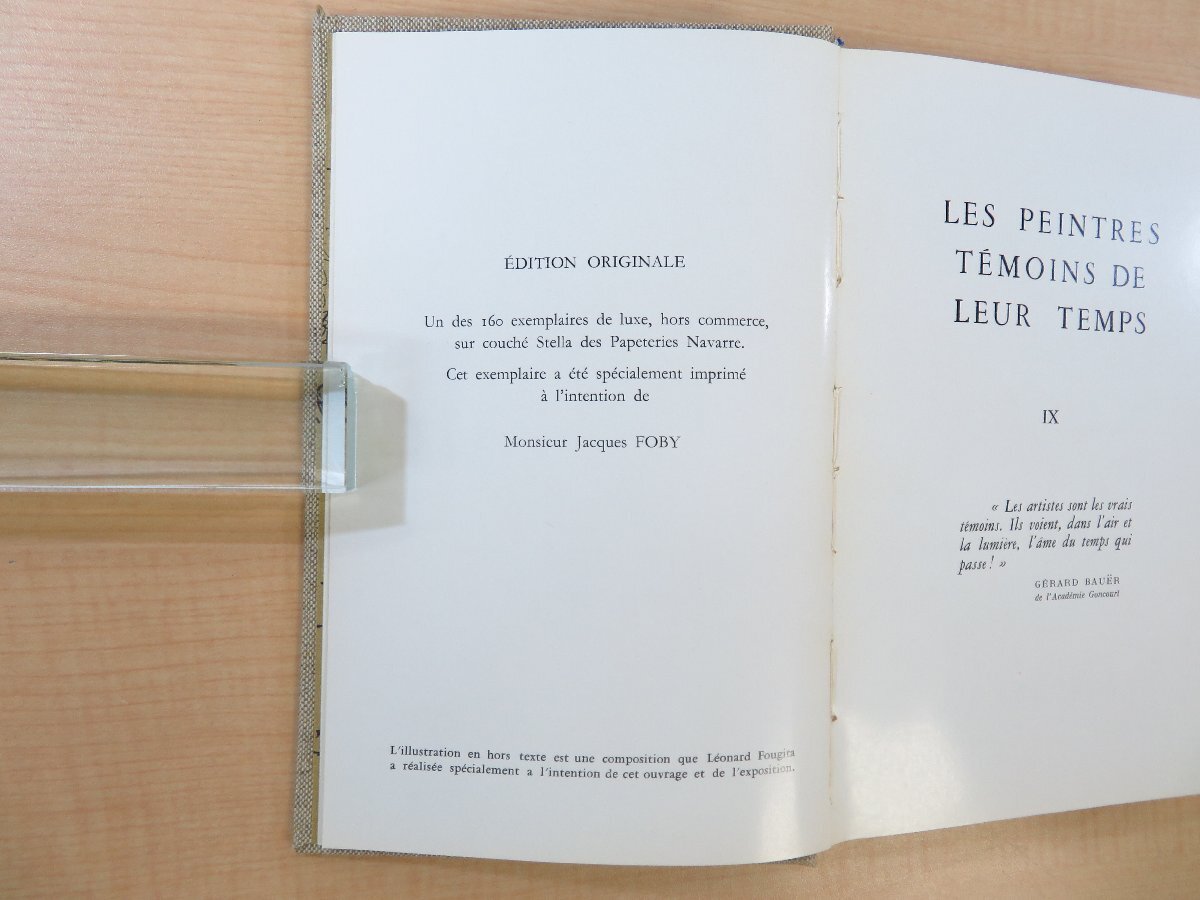 ÉDITION ORIGINALE
Un des 160 exemplaires de luxe, hors commerce,
sur couché Stella des Papeteries Navarre.
Cet exemplaire a été spécialement imprimé
à l'intention de
Monsieur Jacques FOBY
L'illustration en hors texte est une composition que Léonard Fougita
a réalisée spécialement a l'intention de cet ouvrage et de l'exposition.
LES PEINTRES
TÉMOINS DE
LEUR TEMPS
IX
« Les artistes sont les vrais
témoins. Ils voient, dans l'air et
la lumière, l'âme du temps qui
passe ! »
GÉRARD BAUËR
de l'Académie Goncourt